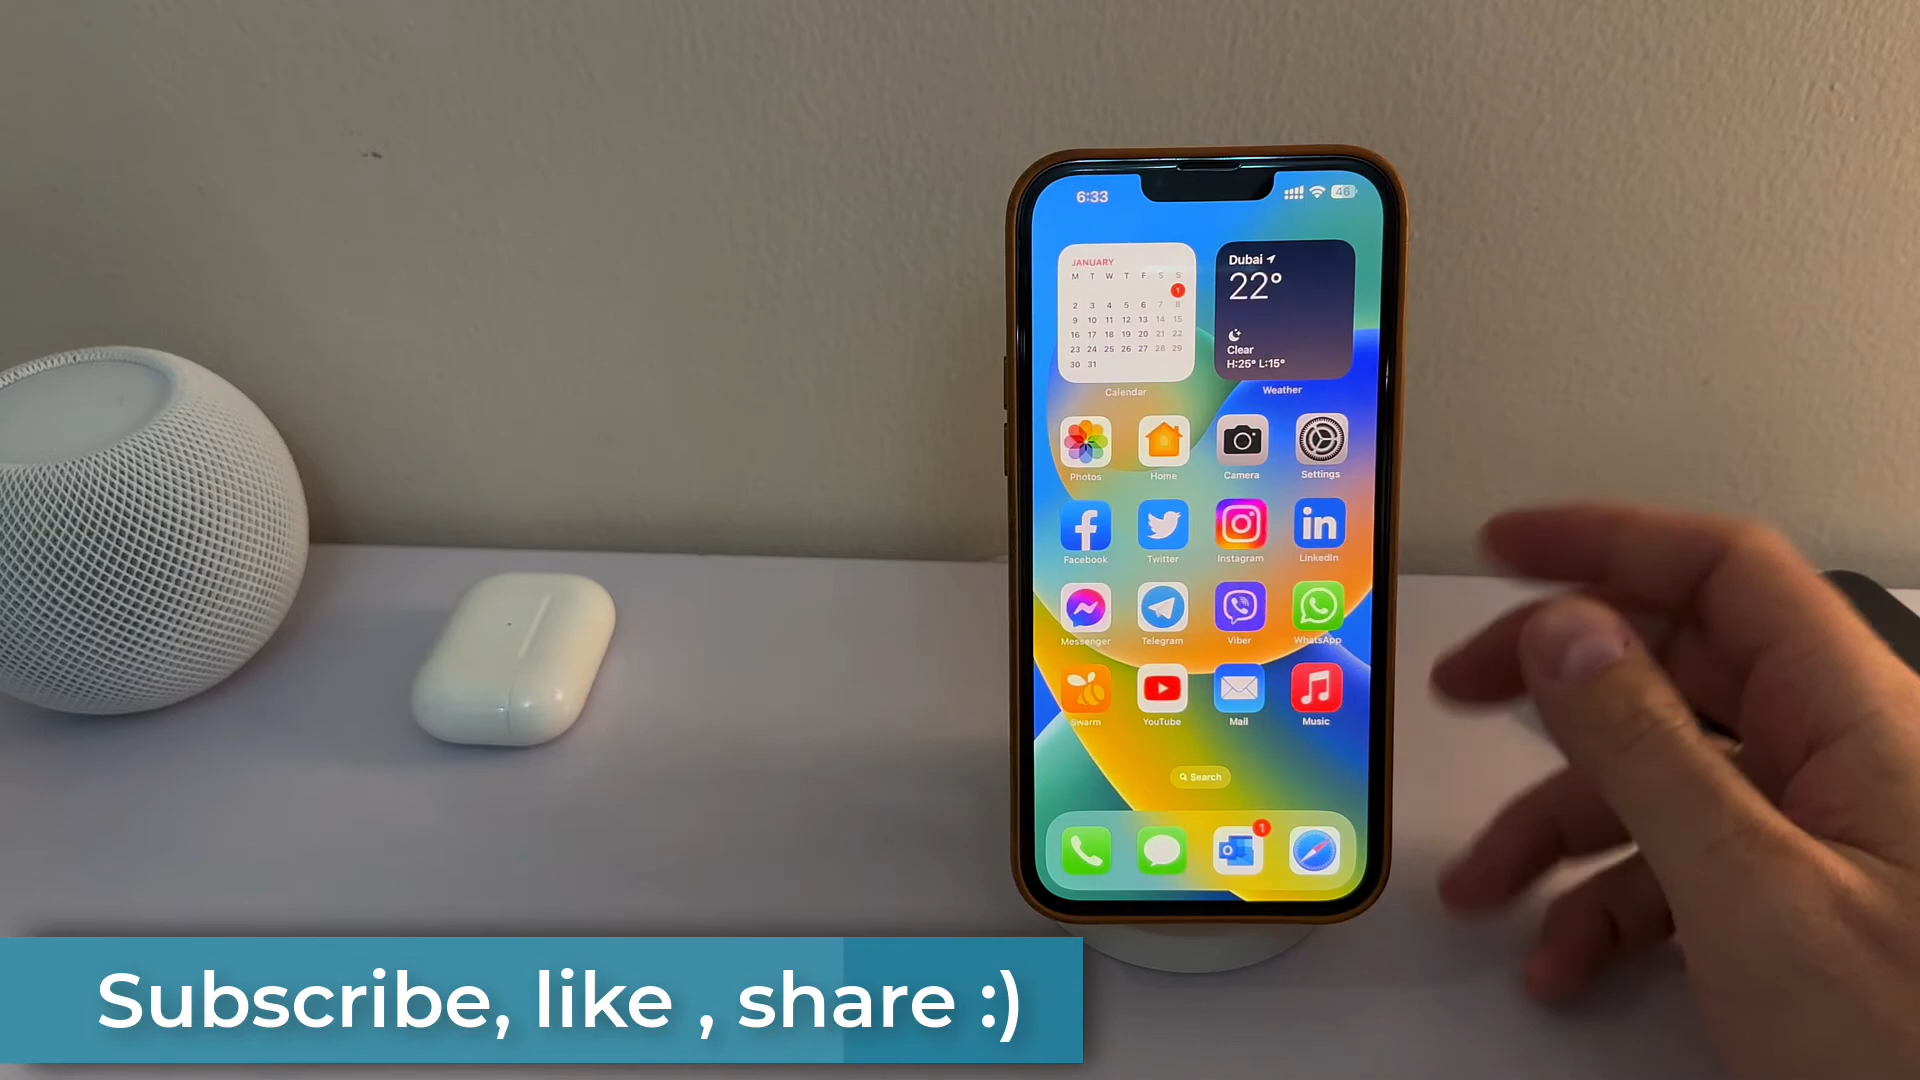 6:33
46
JANUARY
M T W T F S S
1
2 3 4 5 6 7 8
9 10 11 12 13 14 15
16 17 18 19 20 21 22
23 24 25 26 27 28 29
30 31
Calendar
Dubai
22°
Clear
H:25° L:15°
Weather
Photos Home Camera Settings
Facebook Twitter Instagram LinkedIn
in
Messenger Telegram Viber WhatsApp
Swarm YouTube Mail Music
Search
1
Subscribe, like , share :)